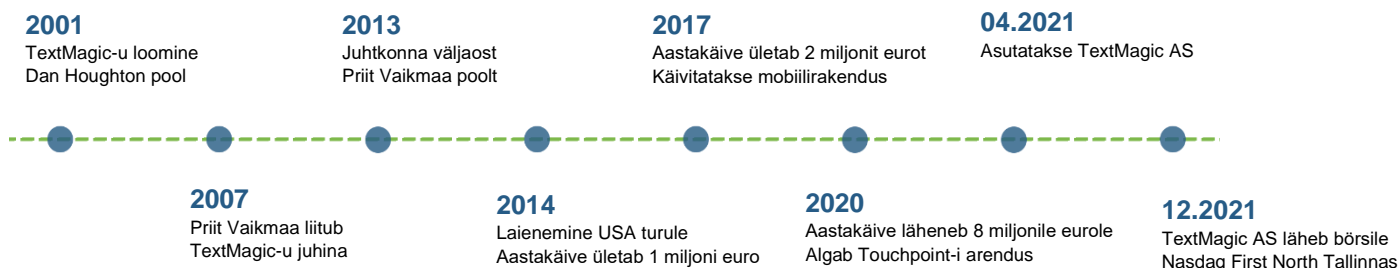 2001
TextMagic-u loomine
Dan Houghton pool
2013
Juhtkonna väljaost
Priit Vaikmaa poolt
2017
Aastakäive ületab 2 miljonit eurot
Käivitatakse mobiilirakendus
04.2021
Asutatakse TextMagic AS
2007
Priit Vaikmaa liitub
TextMagic-u juhina
2014
Laienemine USA turule
Aastakäive ületab 1 miljoni euro
2020
Aastakäive läheneb 8 miljonile eurole
Algab Touchpoint-i arendus
12.2021
TextMagic AS läheb börsile
Nasdaq First North Tallinnas